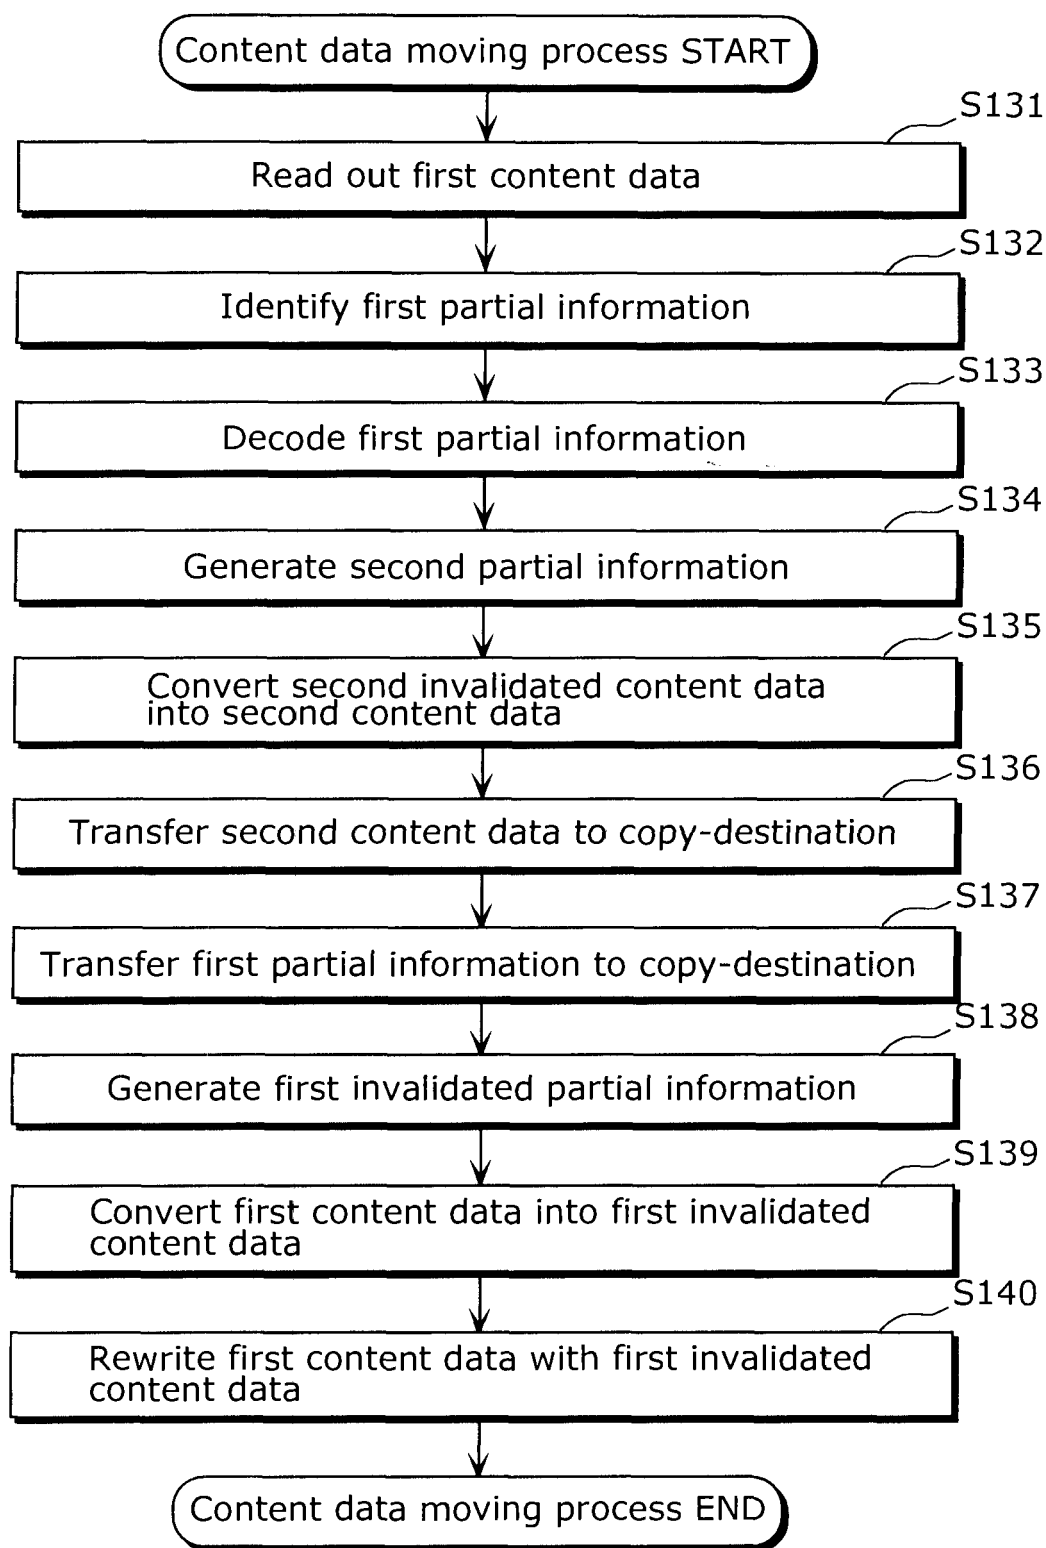 Content data moving process START
S131
Read out first content data
S132
Identify first partial information
S133
Decode first partial information
S134
Generate second partial information
S135
Convert second invalidated content data
into second content data
S136
Transfer second content data to copy-destination
S137
Transfer first partial information to copy-destination
S138
Generate first invalidated partial information
S139
Convert first content data into first invalidated
content data
S140
Rewrite first content data with first invalidated
content data
Content data moving process END